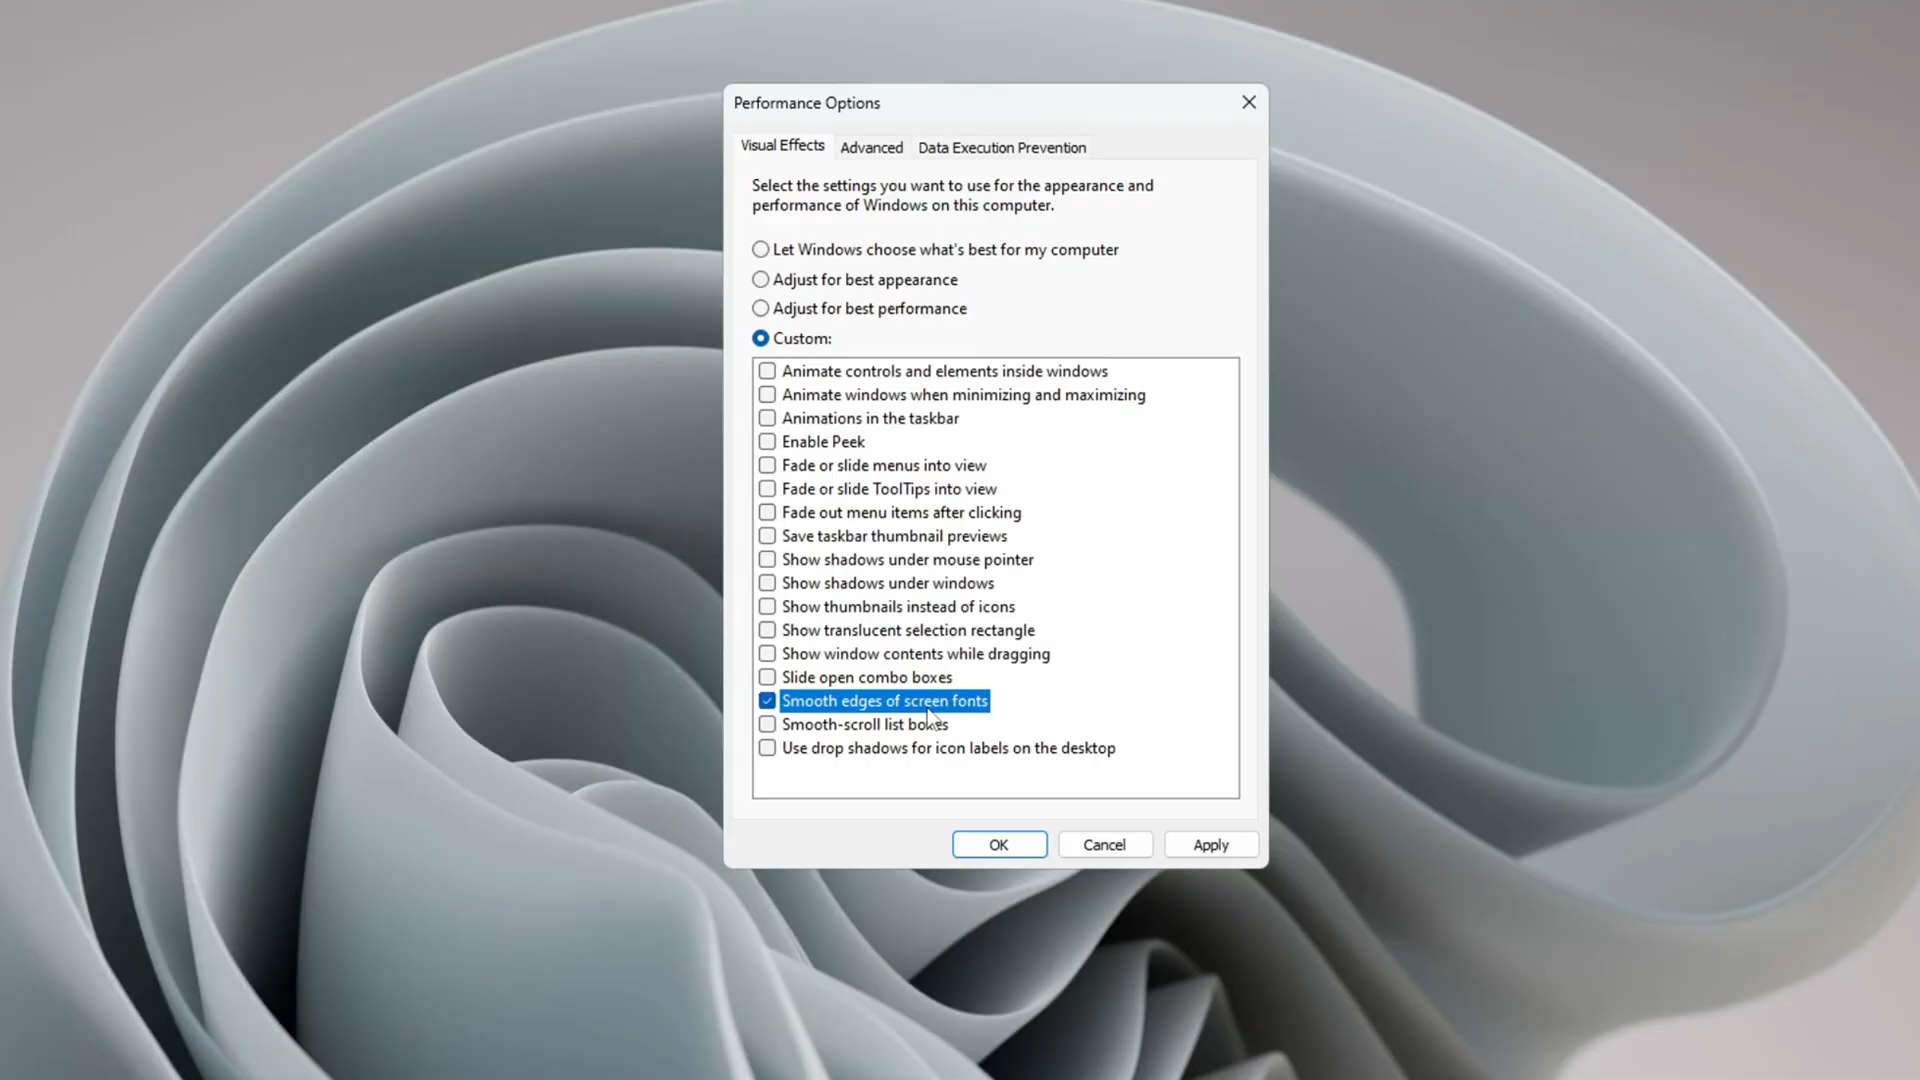 Performance Options
Visual Effects
Advanced
Data Execution Prevention
Select the settings you want to use for the appearance and
performance of Windows on this computer.
Let Windows choose what's best for my computer
Adjust for best appearance
Adjust for best performance
Custom:
Animate controls and elements inside windows
Animate windows when minimizing and maximizing
Animations in the taskbar
Enable Peek
Fade or slide menus into view
Fade or slide ToolTips into view
Fade out menu items after clicking
Save taskbar thumbnail previews
Show shadows under mouse pointer
Show shadows under windows
Show thumbnails instead of icons
Show translucent selection rectangle
Show window contents while dragging
Slide open combo boxes
Smooth edges of screen fonts
Smooth-scroll list boxes
Use drop shadows for icon labels on the desktop
OK
Cancel
Apply